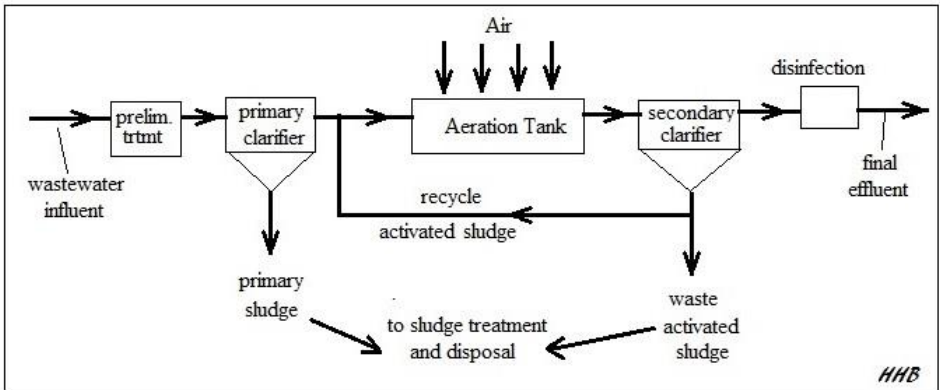 Air
disinfection
prelim.
trtmt
primary
clarifier
Aeration Tank
secondary
clarifier
wastewater
influent
final
effluent
recycle
activated sludge
primary
sludge
waste
activated
sludge
to sludge treatment
and disposal
HHB